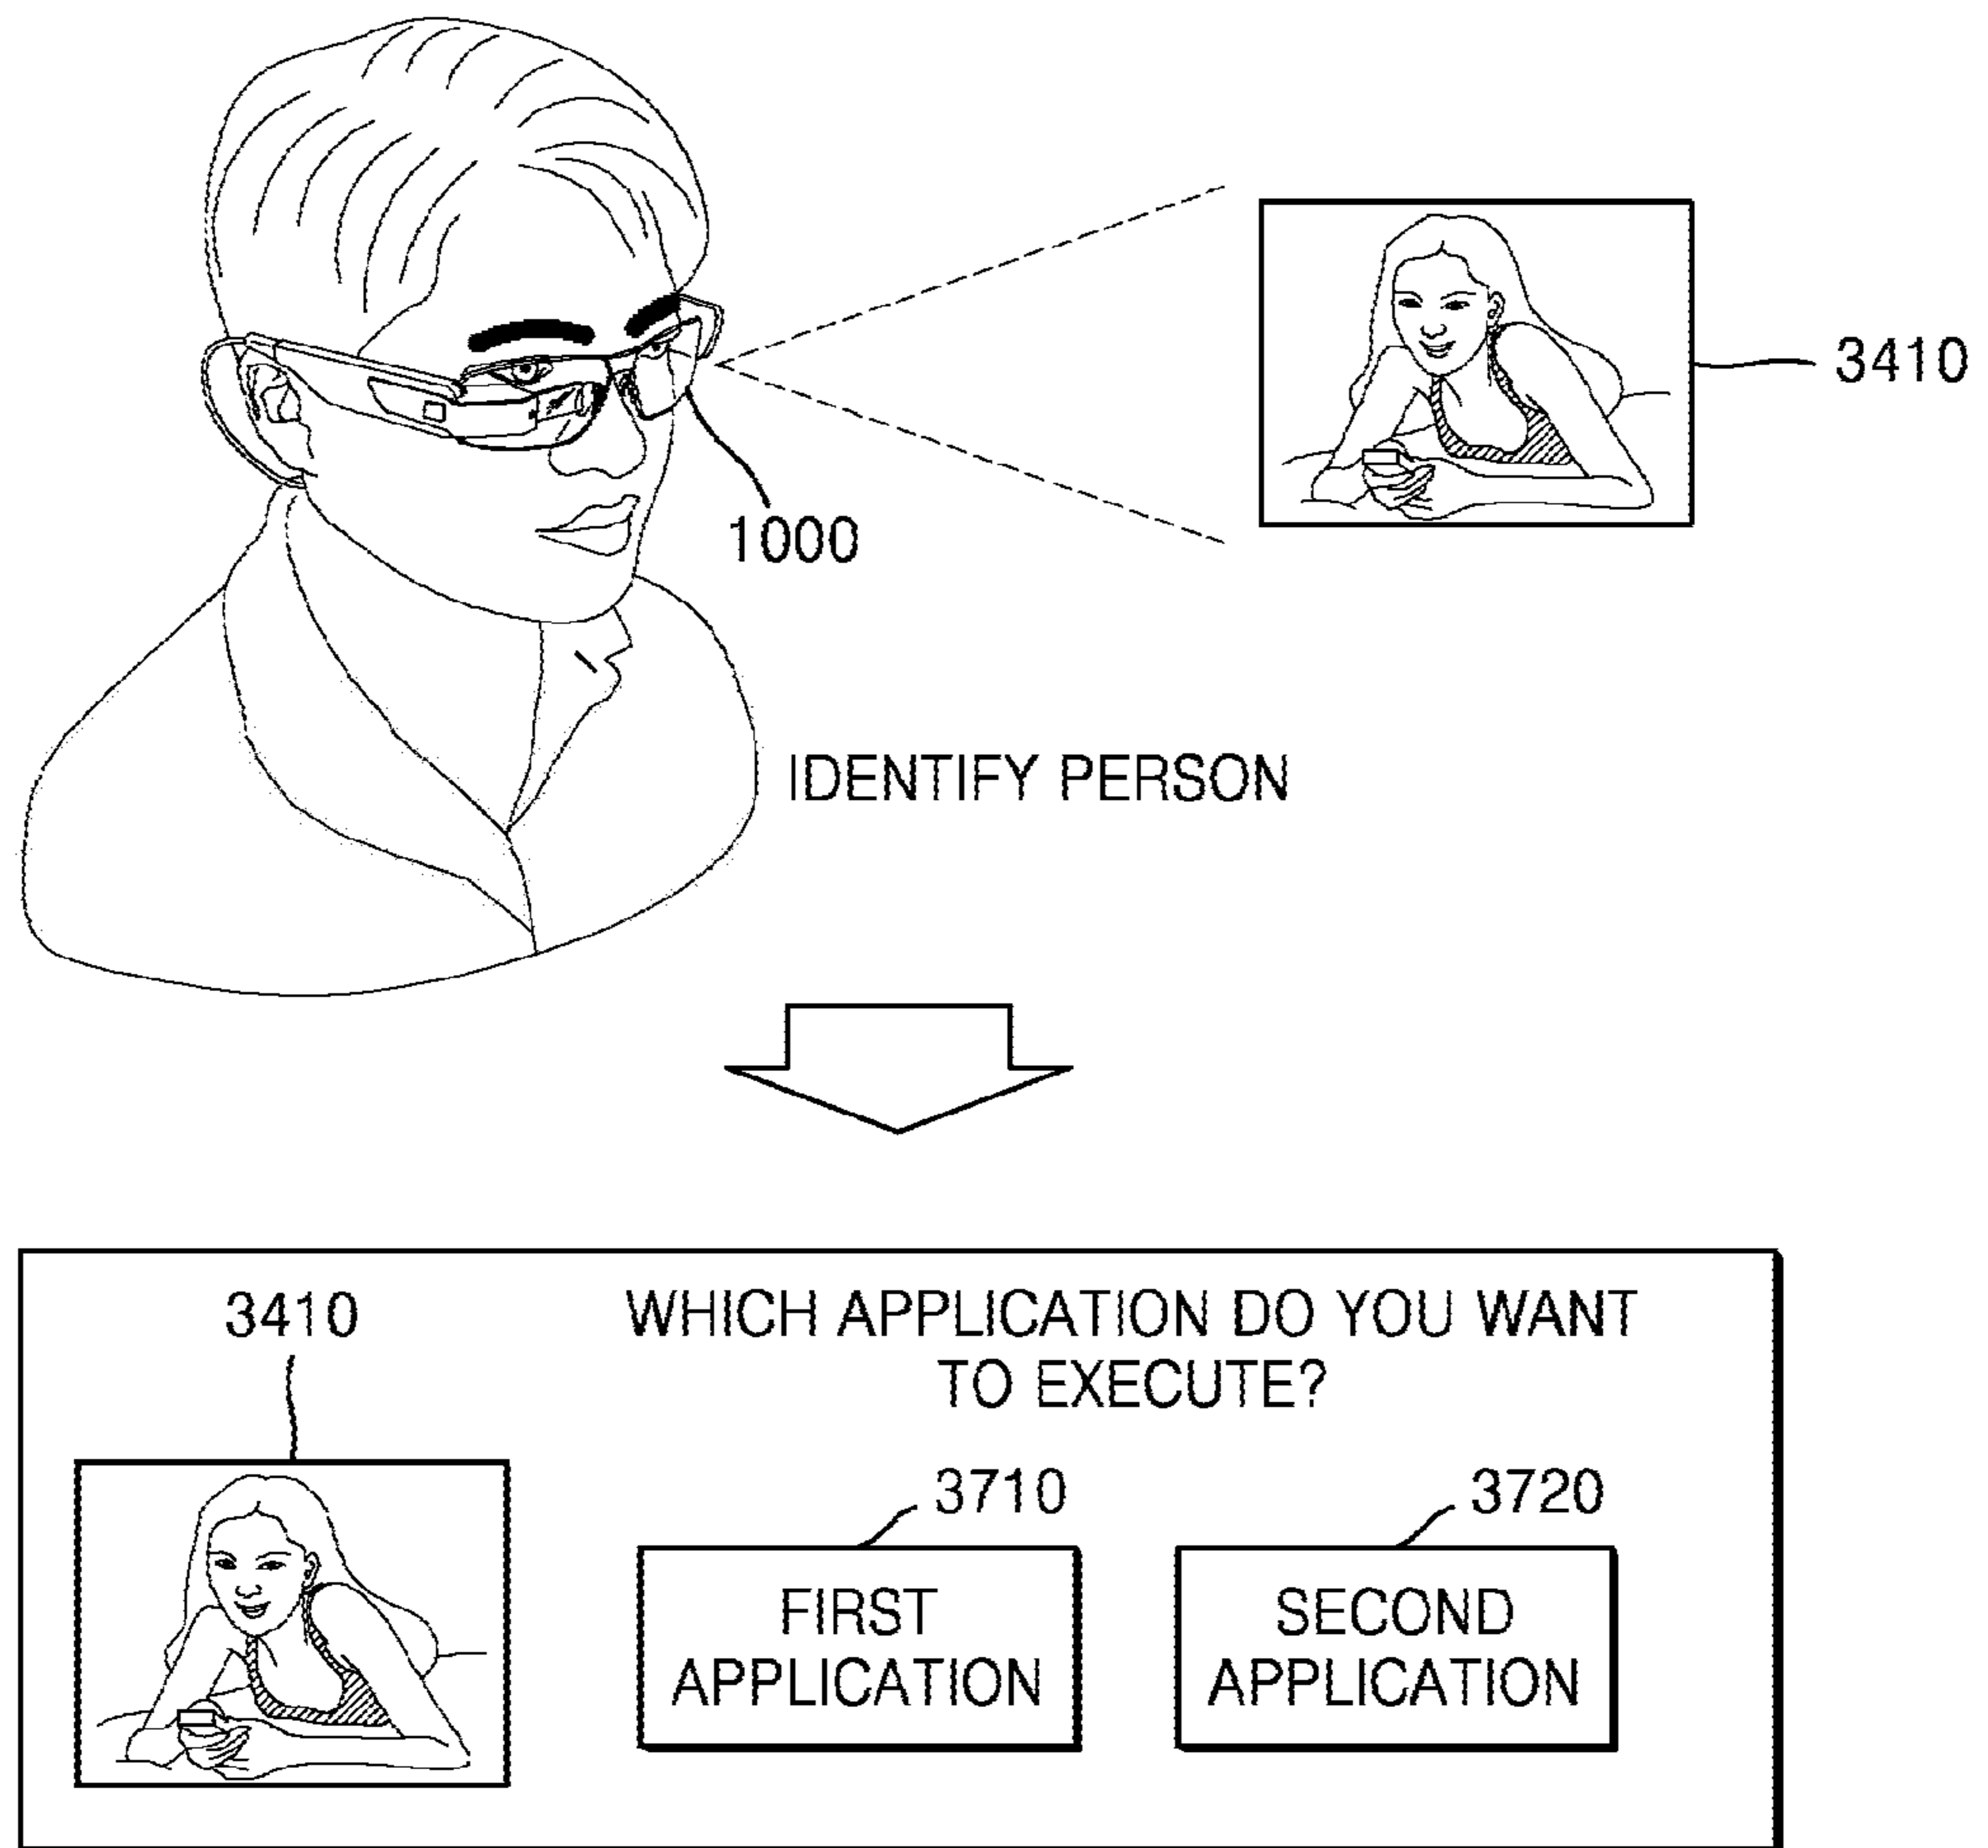 3410
1000
IDENTIFY PERSON
3410
WHICH APPLICATION DO YOU WANT
TO EXECUTE?
3710
3720
FIRST
APPLICATION
SECOND
APPLICATION